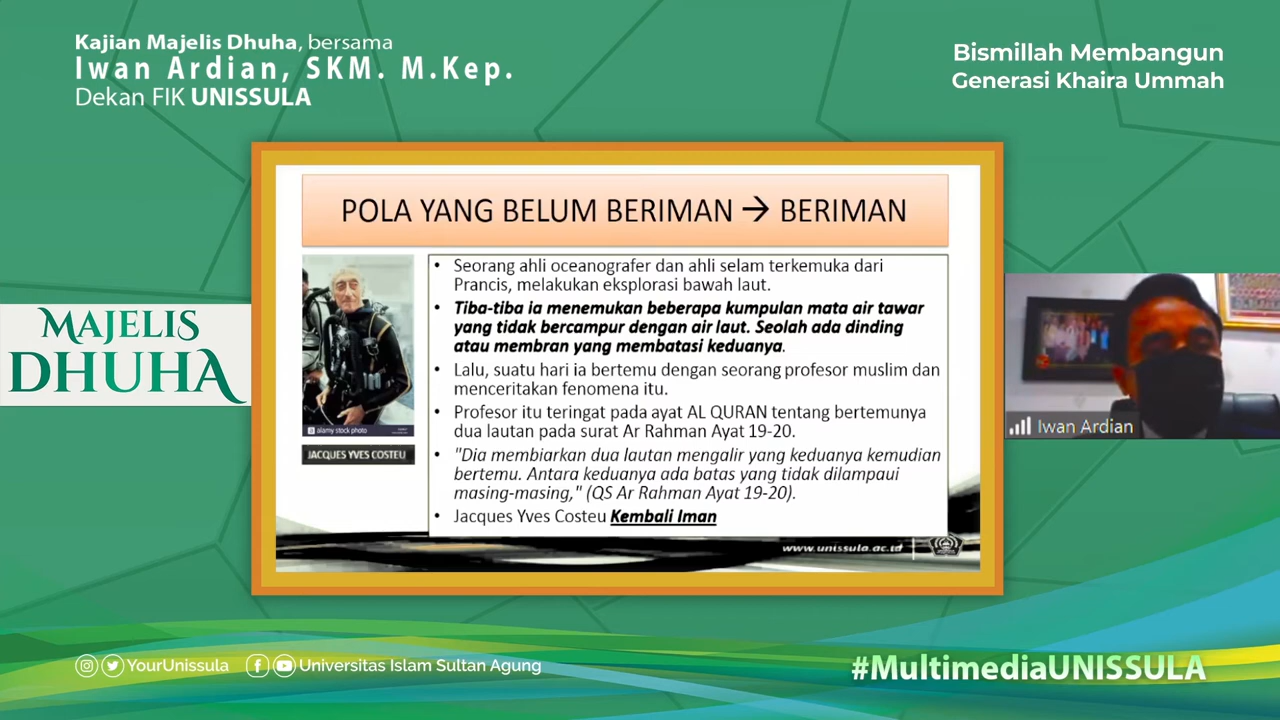 Kajian Majelis Dhuha, bersama
Iwan Ardian, SKM. M.Kep.
Dekan FIK UNISSULA
Bismillah Membangun
Generasi Khaira Ummah
MAJELIS
DHUHA
POLA YANG BELUM BERIMAN → BERIMAN
alamy stock photo
JACQUES YVES COSTEU
• Seorang ahli oceanografer dan ahli selam terkemuka dari
Prancis, melakukan eksplorasi bawah laut.
• Tiba-tiba ia menemukan beberapa kumpulan mata air tawar
yang tidak bercampur dengan air laut. Seolah ada dinding
atau membran yang membatasi keduanya.
• Lalu, suatu hari ia bertemu dengan seorang profesor muslim dan
menceritakan fenomena itu.
• Profesor itu teringat pada ayat AL QURAN tentang bertemunya
dua lautan pada surat Ar Rahman Ayat 19-20.
• "Dia membiarkan dua lautan mengalir yang keduanya kemudian
bertemu. Antara keduanya ada batas yang tidak dilampaui
masing-masing," (QS Ar Rahman Ayat 19-20).
• Jacques Yves Costeu Kembali Iman
www.unissula.ac.id
Iwan Ardian
YourUnissula
Universitas Islam Sultan Agung
#MultimediaUNISSULA